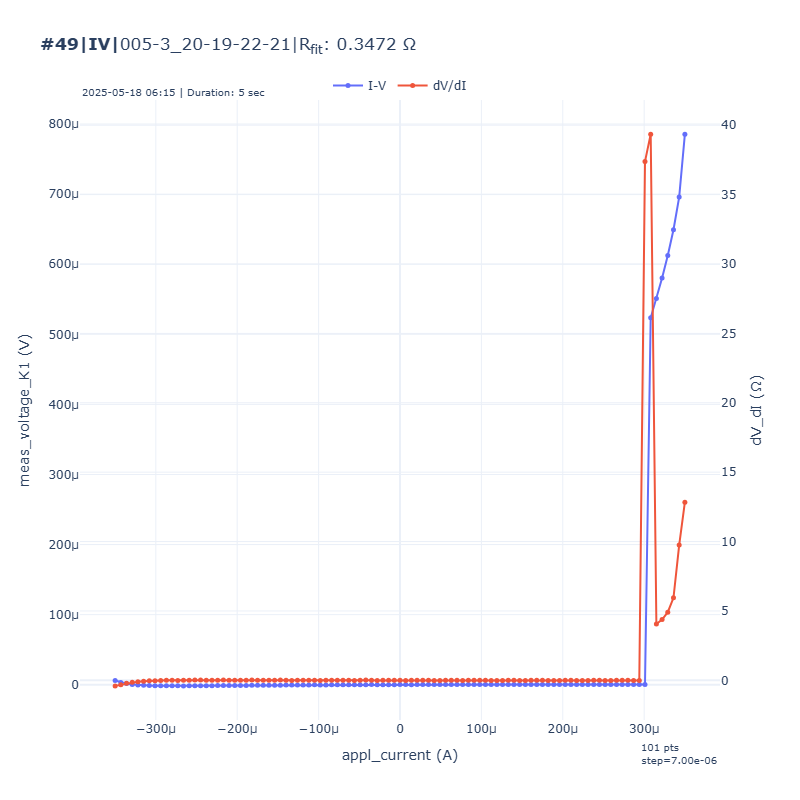 #49|IV|005-3_20-19-22-21|Rfit: 0.3472 Ω
2025-05-18 06:15 | Duration: 5 sec
I-V
dV/dI
800µ
700µ
600µ
500µ
400µ
300µ
200µ
100µ
0
meas_voltage_K1 (V)
40
35
30
25
20
15
10
5
0
dV_dI (Ω)
−300µ
−200µ
−100µ
0
100µ
200µ
300µ
appl_current (A)
101 pts
step=7.00e-06